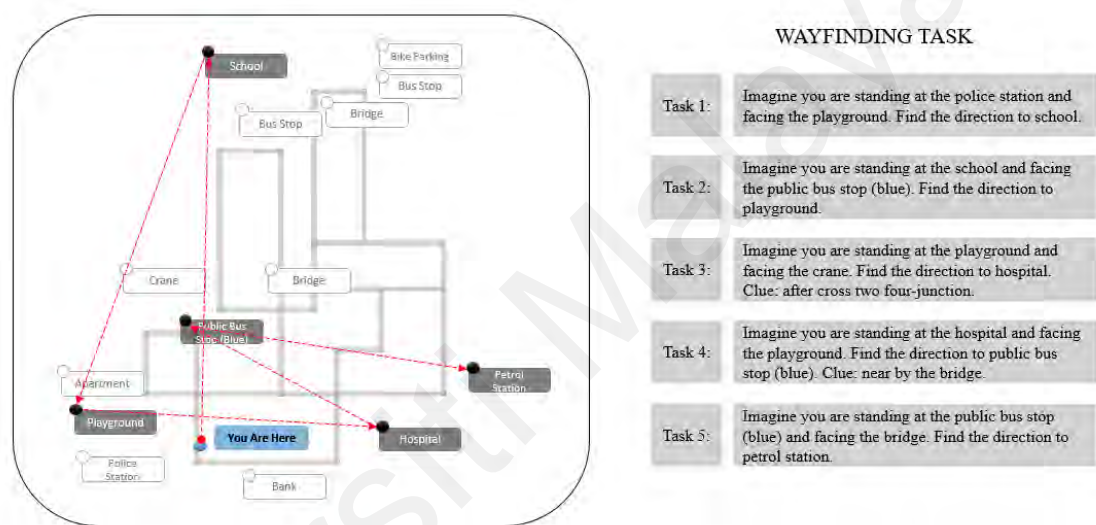 School
Bike Parking
Bus Stop
Bridge
Bus Stop
Crane
Bridge
Public Bus
Stop (Blue)
Petrol
Station
Apartment
Playground
You Are Here
Hospital
Police
Station
Bank
WAYFINDING TASK
Task 1:
Imagine you are standing at the police station and
facing the playground. Find the direction to school.
Task 2:
Imagine you are standing at the school and facing
the public bus stop (blue). Find the direction to
playground.
Task 3:
Imagine you are standing at the playground and
facing the crane. Find the direction to hospital.
Clue: after cross two four-junction.
Task 4:
Imagine you are standing at the hospital and facing
the playground. Find the direction to public bus
stop (blue). Clue: near by the bridge.
Task 5:
Imagine you are standing at the public bus stop
(blue) and facing the bridge. Find the direction to
petrol station.